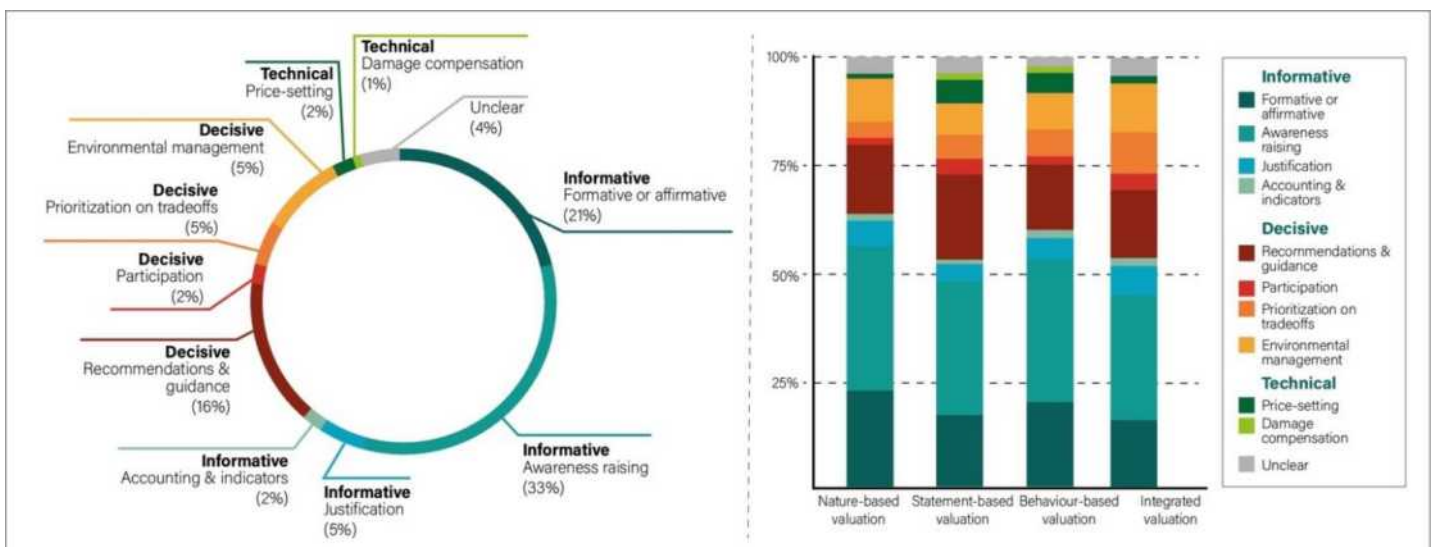 Technical
Damage compensation
(1%)
Technical
Price-setting
(2%)
Unclear
(4%)
Decisive
Environmental management
(5%)
Informative
Formative or affirmative
(21%)
Decisive
Prioritization on tradeoffs
(5%)
Decisive
Participation
(2%)
Decisive
Recommendations &
guidance
(16%)
Informative
Accounting & indicators
(2%)
Informative
Justification
(5%)
Informative
Awareness raising
(33%)
100%
75%
50%
25%
Nature-based
valuation
Statement-based
valuation
Behaviour-based
valuation
Integrated
valuation
Informative
Formative or
affirmative
Awareness
raising
Justification
Accounting &
indicators
Decisive
Recommendations &
guidance
Participation
Prioritization on
tradeoffs
Environmental
management
Technical
Price-setting
Damage
compensation
Unclear